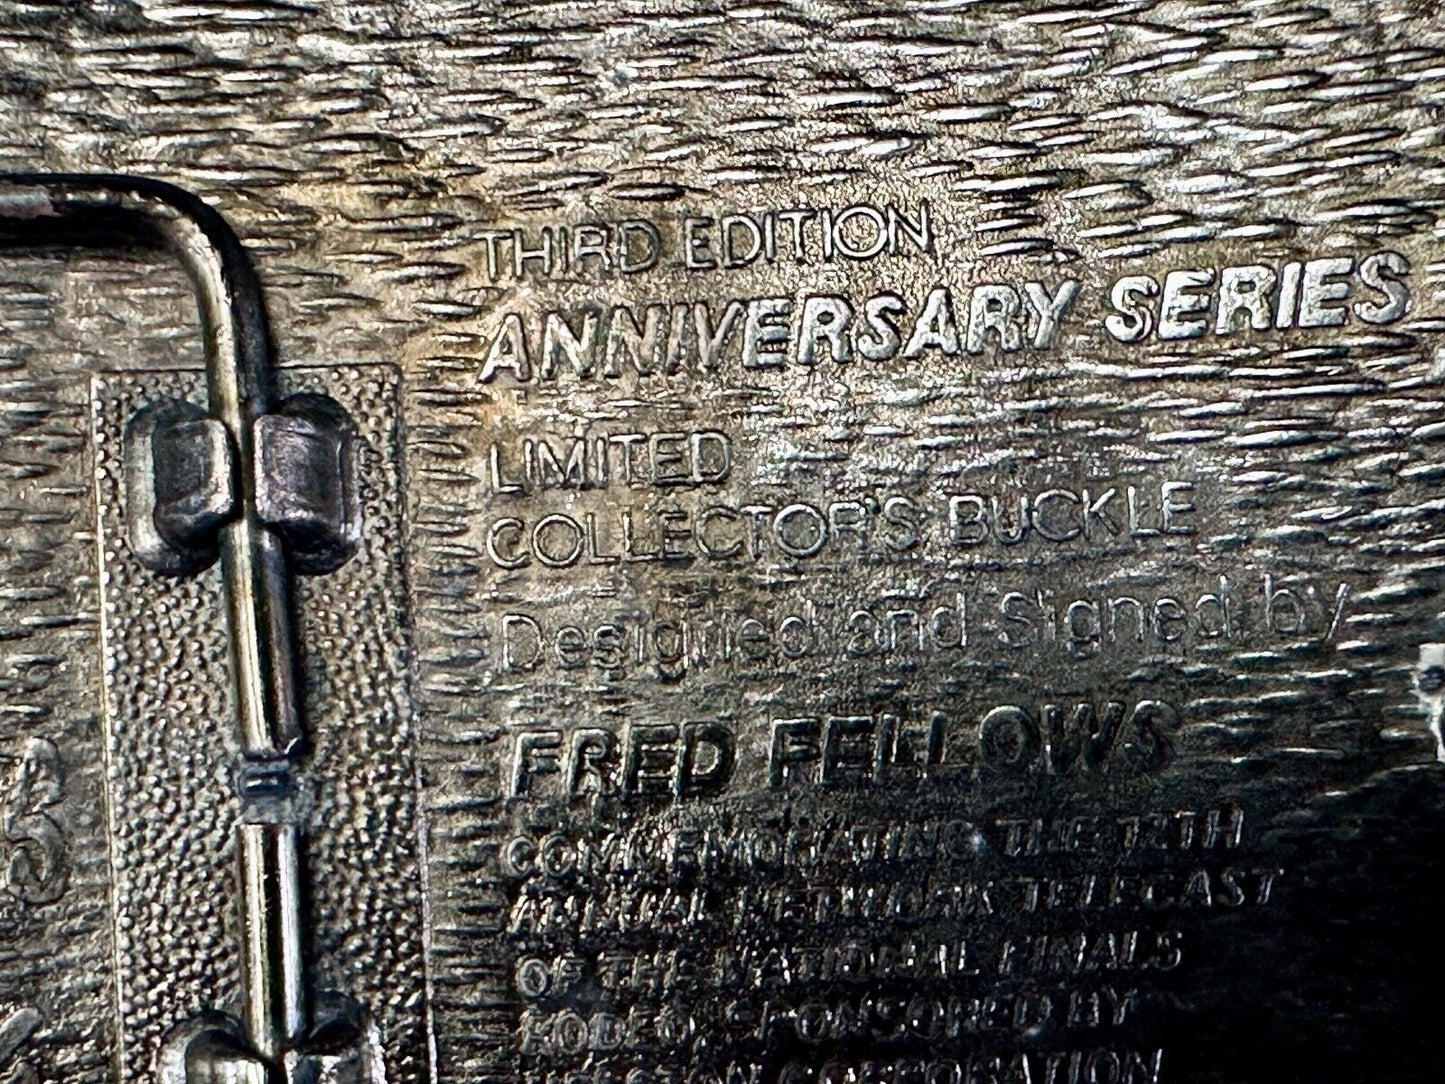 THIRD EDITION
ANNIVERSARY SERIES
LIMITED
COLLECTOR'S BUCKLE
Designed and Signed by
FRED FELLOWS
COMMEMORATING THE
ANNUAL NETWORK TELECAST
OF THE NATIONAL FINALS
RODEO SPONSORED BY
CORPORATION